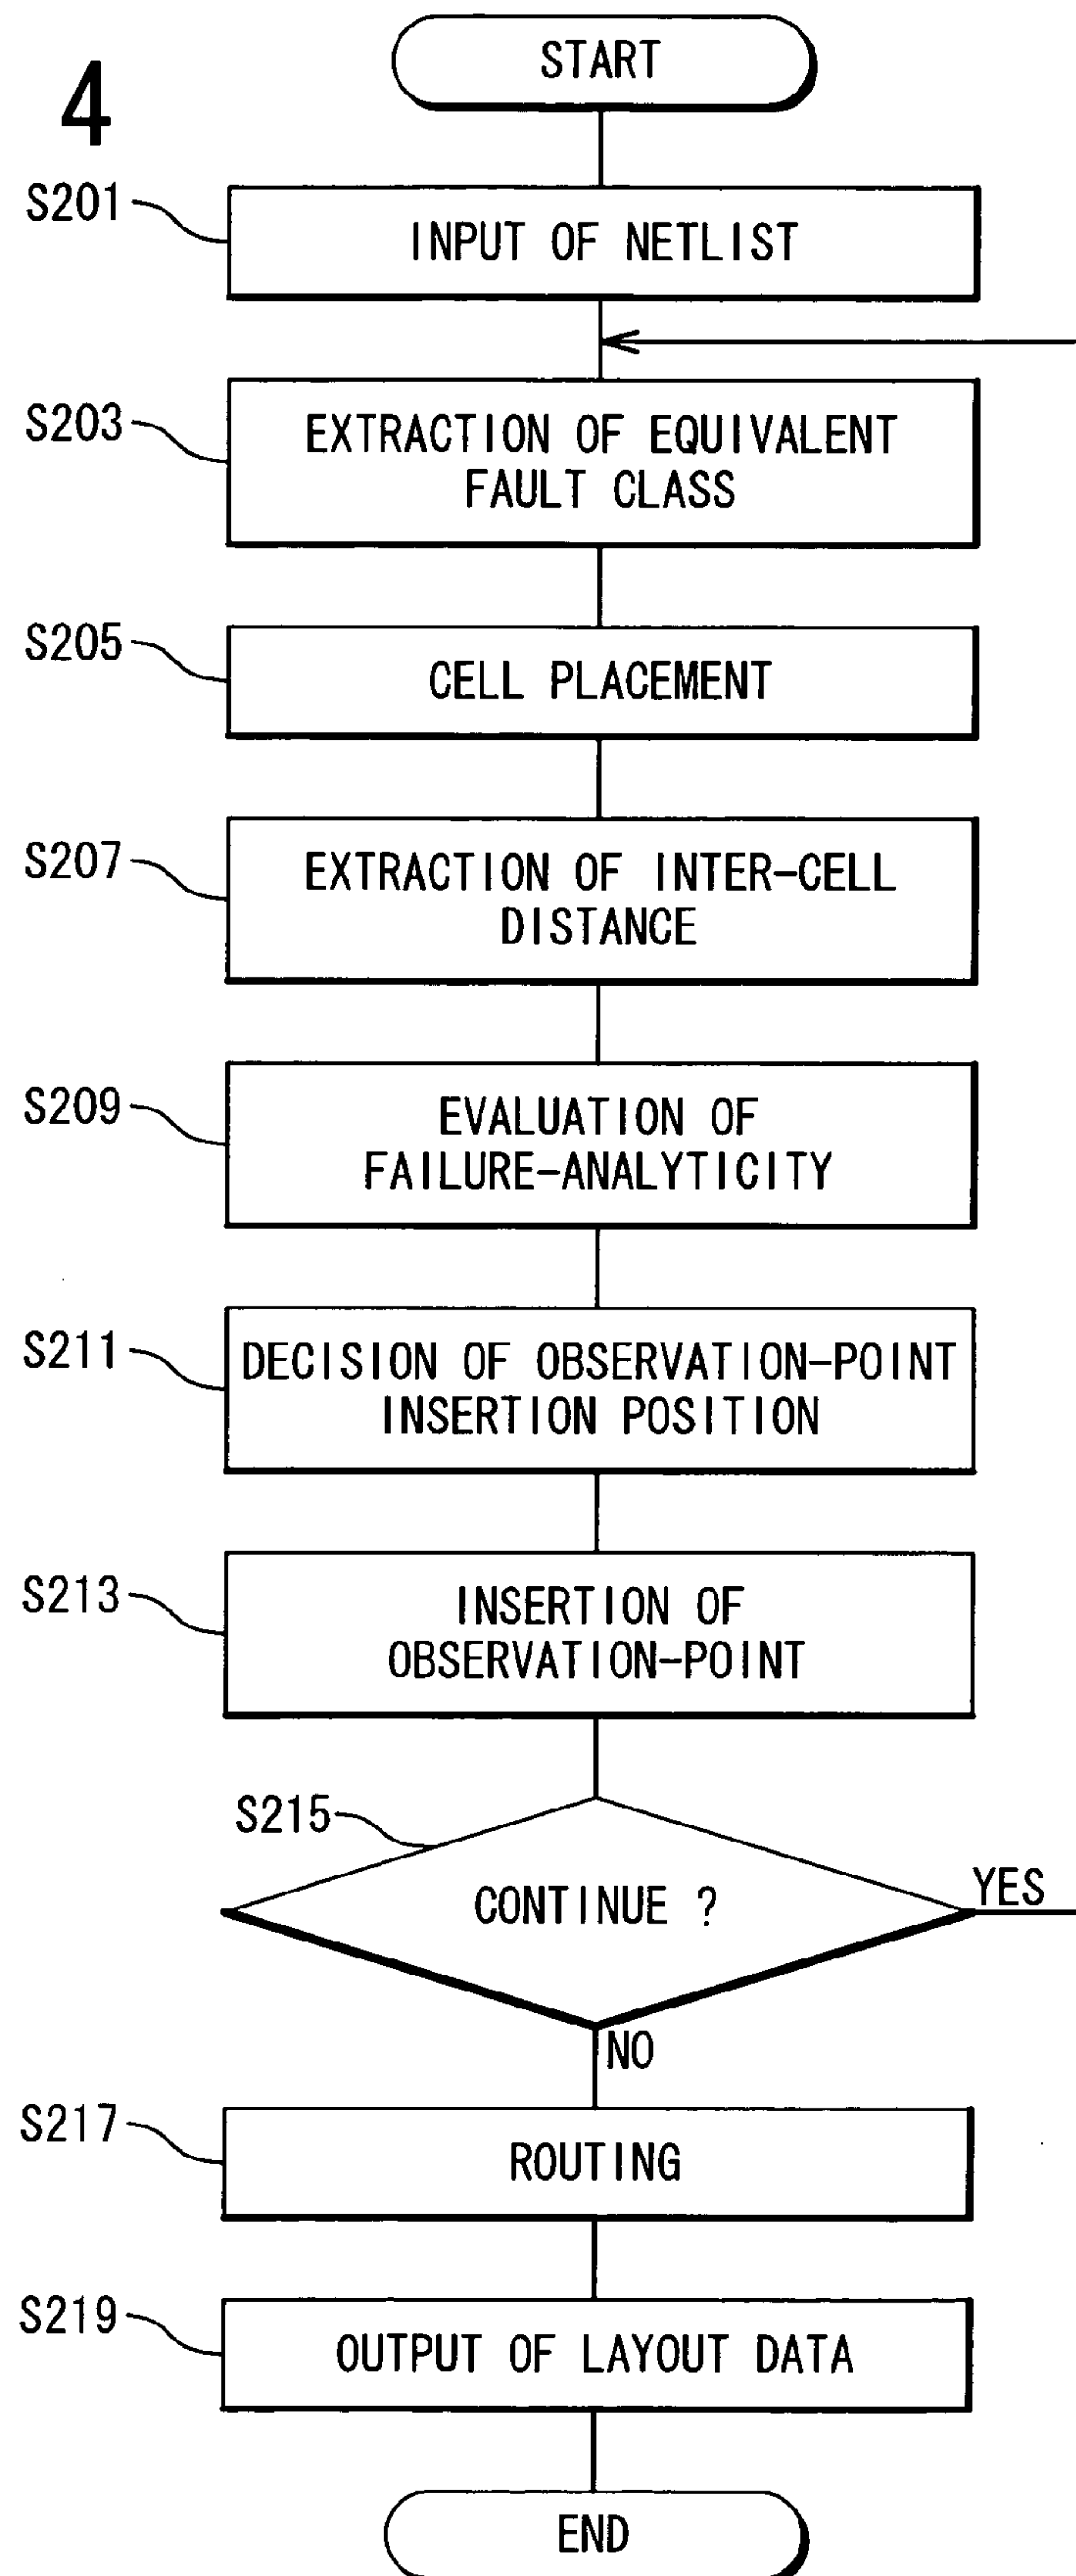 4
START
S201
INPUT OF NETLIST
S203
EXTRACTION OF EQUIVALENT
FAULT CLASS
S205
CELL PLACEMENT
S207
EXTRACTION OF INTER-CELL
DISTANCE
S209
EVALUATION OF
FAILURE-ANALYTICITY
S211
DECISION OF OBSERVATION-POINT
INSERTION POSITION
S213
INSERTION OF
OBSERVATION-POINT
S215
CONTINUE ?
YES
NO
S217
ROUTING
S219
OUTPUT OF LAYOUT DATA
END